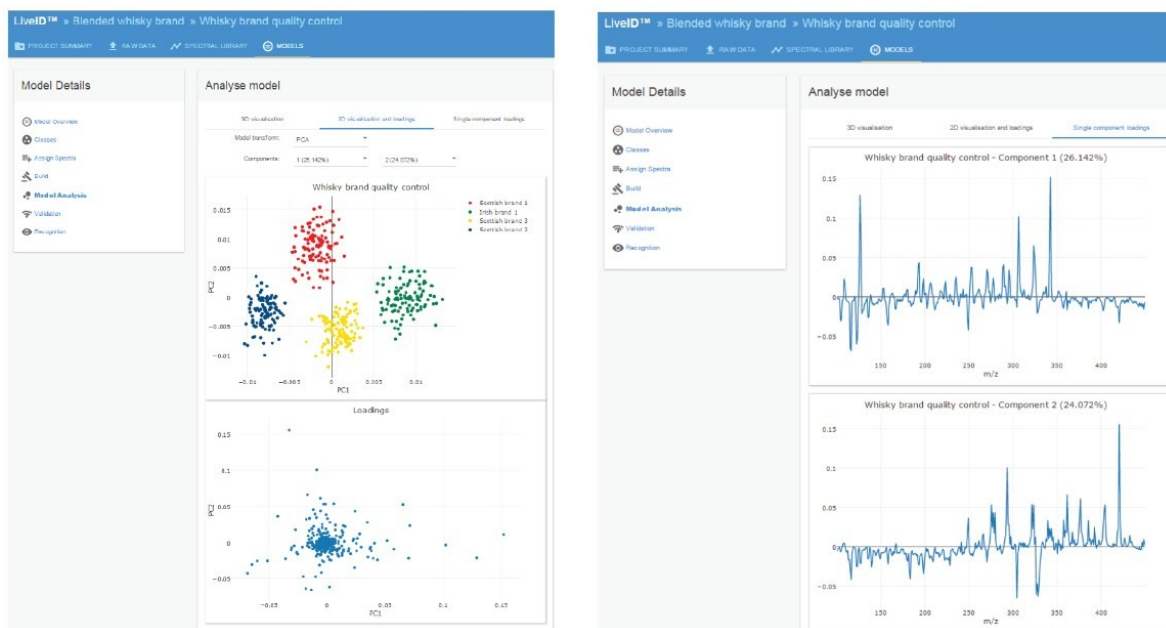 LiveID™ » Blended whisky brand » Whisky brand quality control
PROJECT SUMMARY RAW DATA SPECTRAL LIBRARY MODELS
Model Details
Model Overview
Classes
Assign Spectra
Build
Model Analysis
Validation
Recognition
Analyse model
3D visualisation 2D visualisation and loadings Single component loadings
Model transform: PCA
Components: 1 (26.142%) 2 (24.072%)
Whisky brand quality control
Scottish brand 1
Irish brand 1
Scottish brand 3
Scottish brand 2
0.015
0.01
0.005
0
−0.005
−0.01
PC2
−0.01 −0.005 0 0.005 0.01
PC1
Loadings
0.15
0.1
0.05
0
−0.05
PC2
−0.05 0 0.05 0.1 0.15
PC1
LiveID™ » Blended whisky brand » Whisky brand quality control
PROJECT SUMMARY RAW DATA SPECTRAL LIBRARY MODELS
Model Details
Model Overview
Classes
Assign Spectra
Build
Model Analysis
Validation
Recognition
Analyse model
3D visualisation 2D visualisation and loadings Single component loadings
Whisky brand quality control - Component 1 (26.142%)
0.1
0.05
0
−0.05
150 200 250 300 350 400
m/z
Whisky brand quality control - Component 2 (24.072%)
0.15
0.1
0.05
0
−0.05
150 200 250 300 350 400
m/z